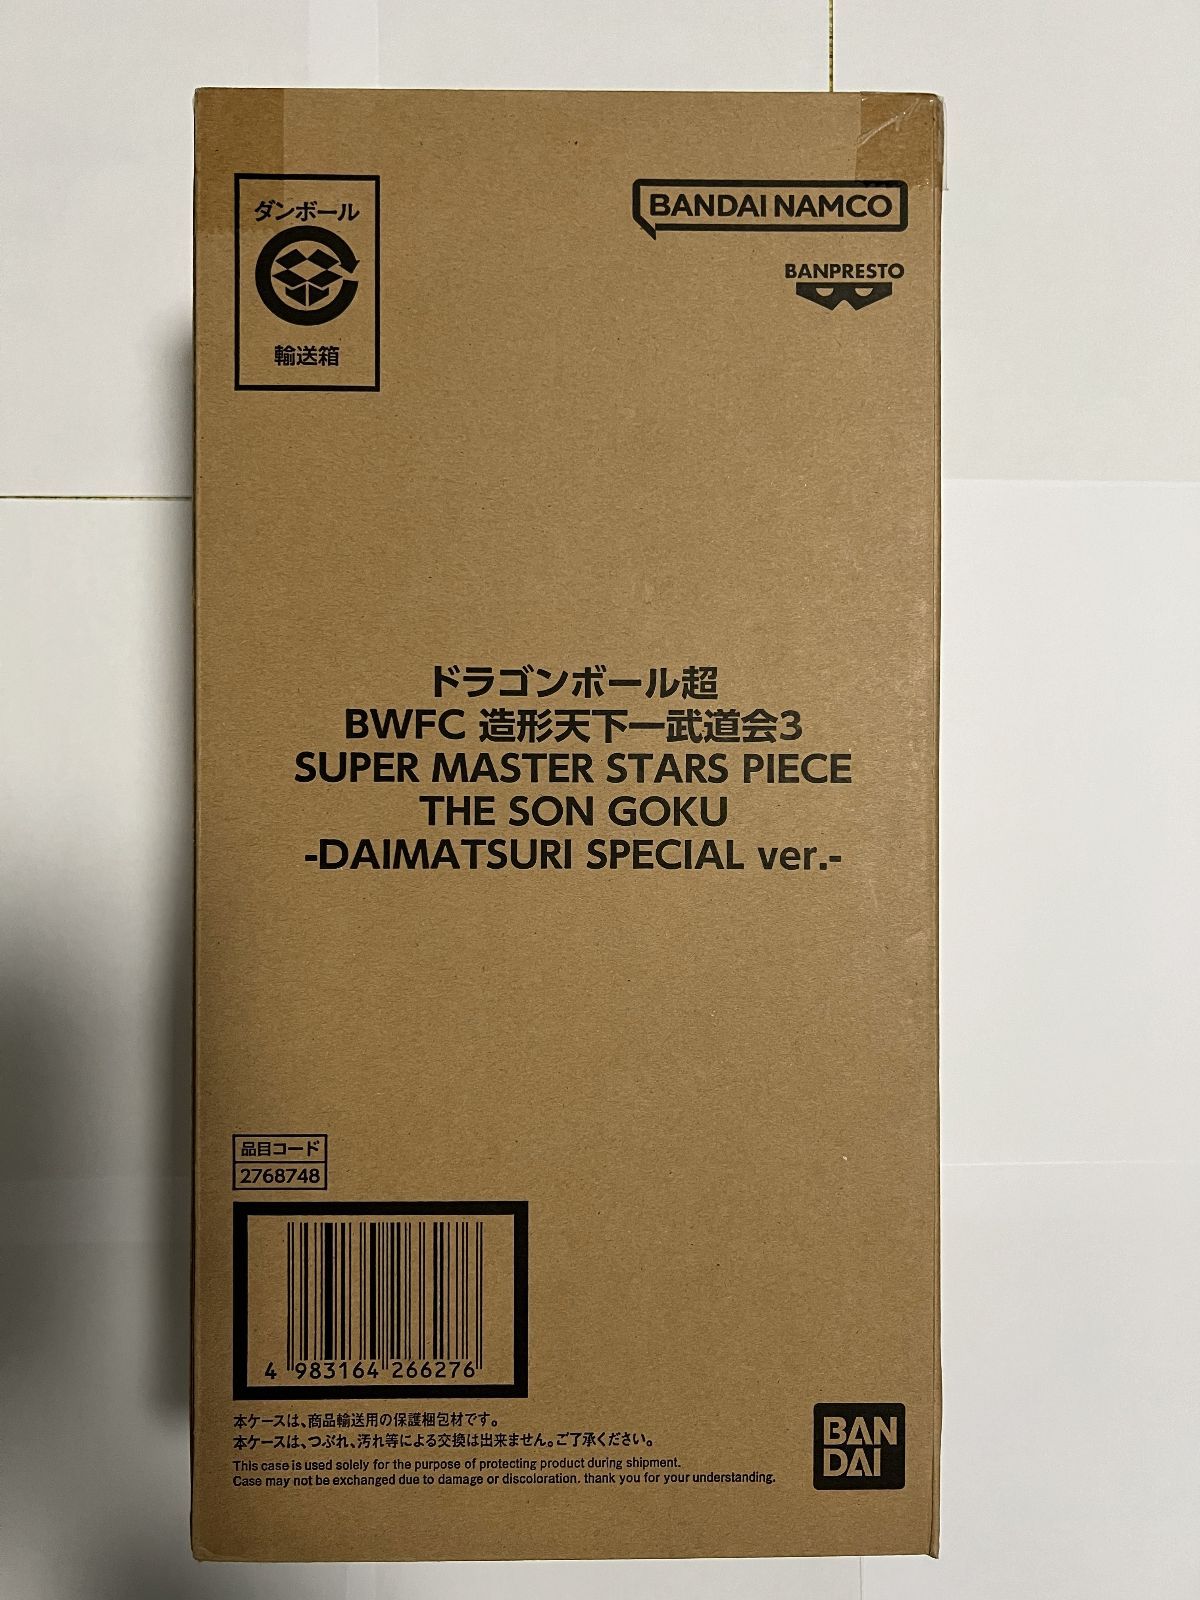 ダンボール
輸送箱
BANDAI NAMCO
BANPRESTO
ドラゴンボール超
BWFC 造形天下一武道会3
SUPER MASTER STARS PIECE
THE SON GOKU
-DAIMATSURI SPECIAL ver.-
品目コード
2768748
4 983164 266276
本ケースは、商品輸送用の保護梱包材です。
本ケースは、つぶれ、汚れ等による交換は出来ません。ご了承ください。
This case is used solely for the purpose of protecting product during shipment.
Case may not be exchanged due to damage or discoloration. thank you for your understanding.
BAN
DAI